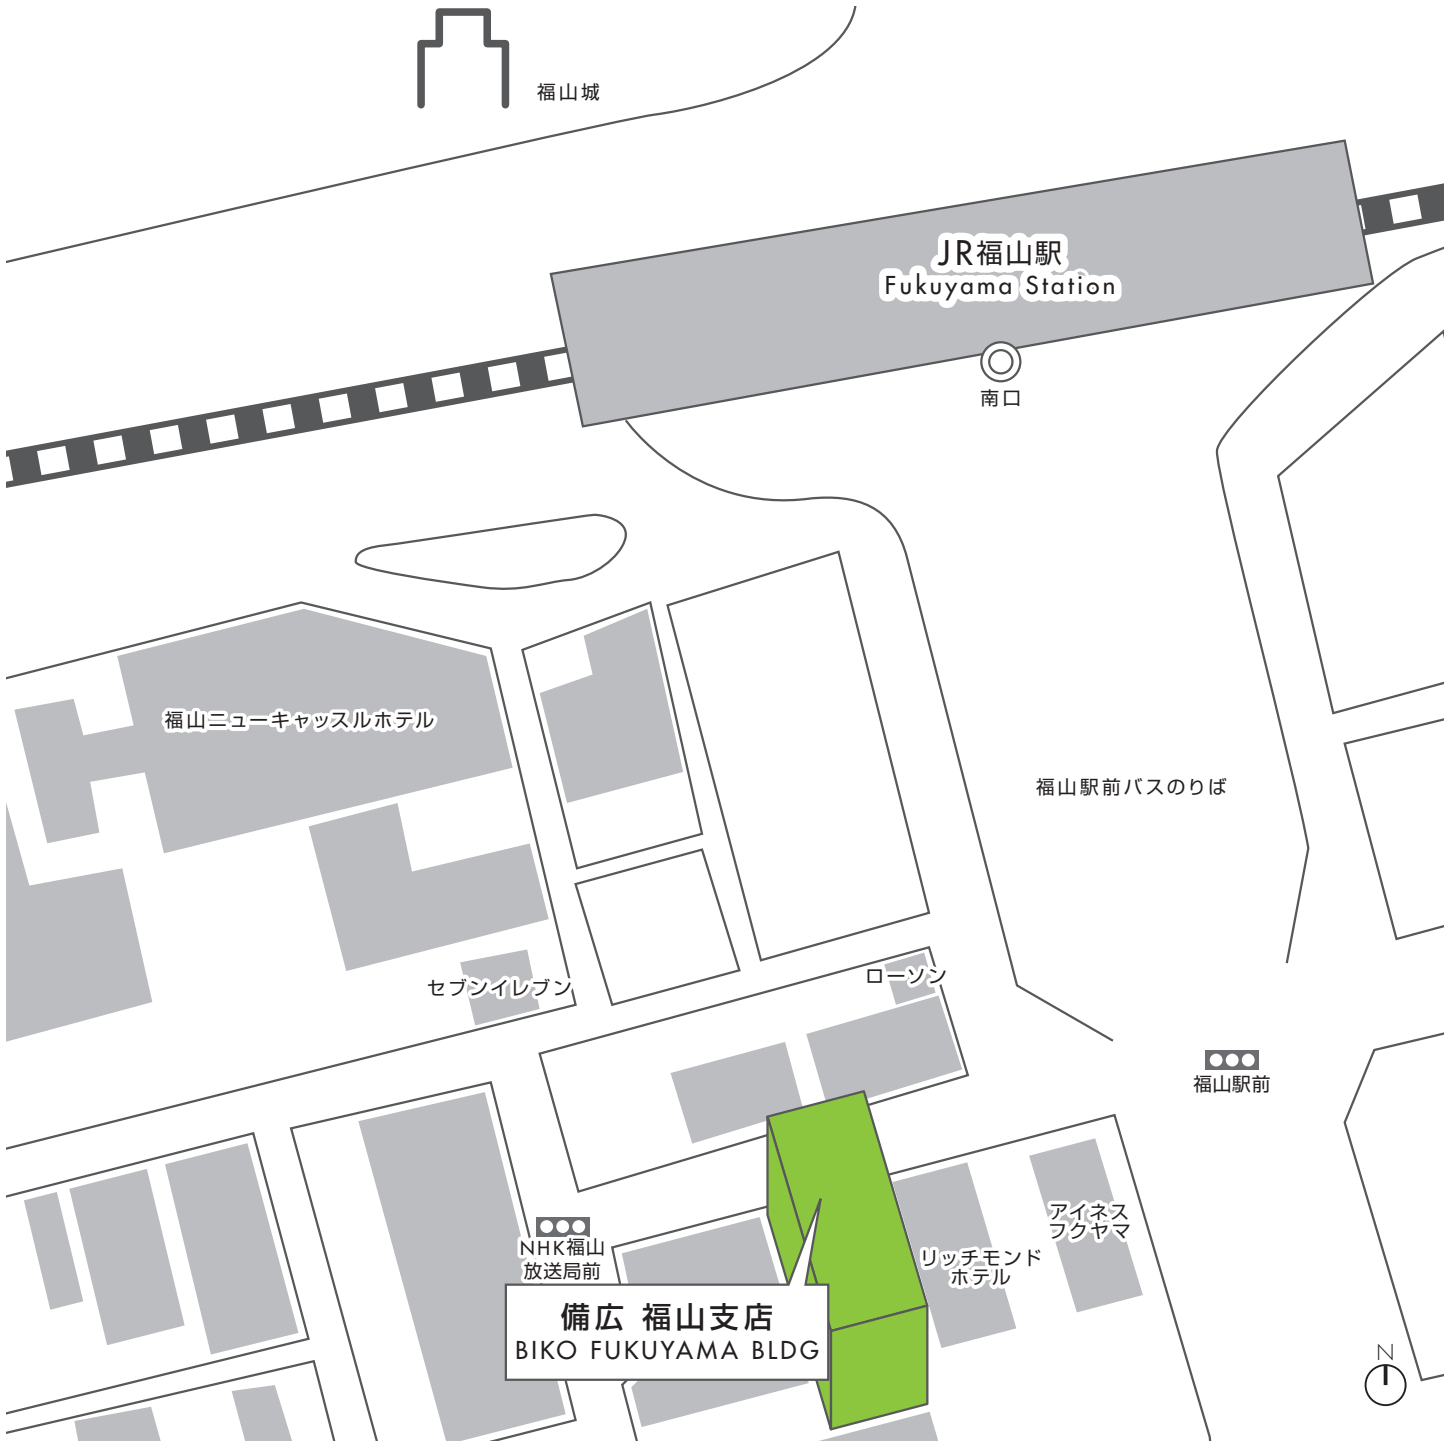 福山城
JR福山駅
Fukuyama Station
南口
福山ニューキャッスルホテル
福山駅前バスのりば
セブンイレブン
ローソン
福山駅前
アイネス
フクヤマ
NHK福山
放送局前
リッチモンド
ホテル
備広 福山支店
BIKO FUKUYAMA BLDG
N